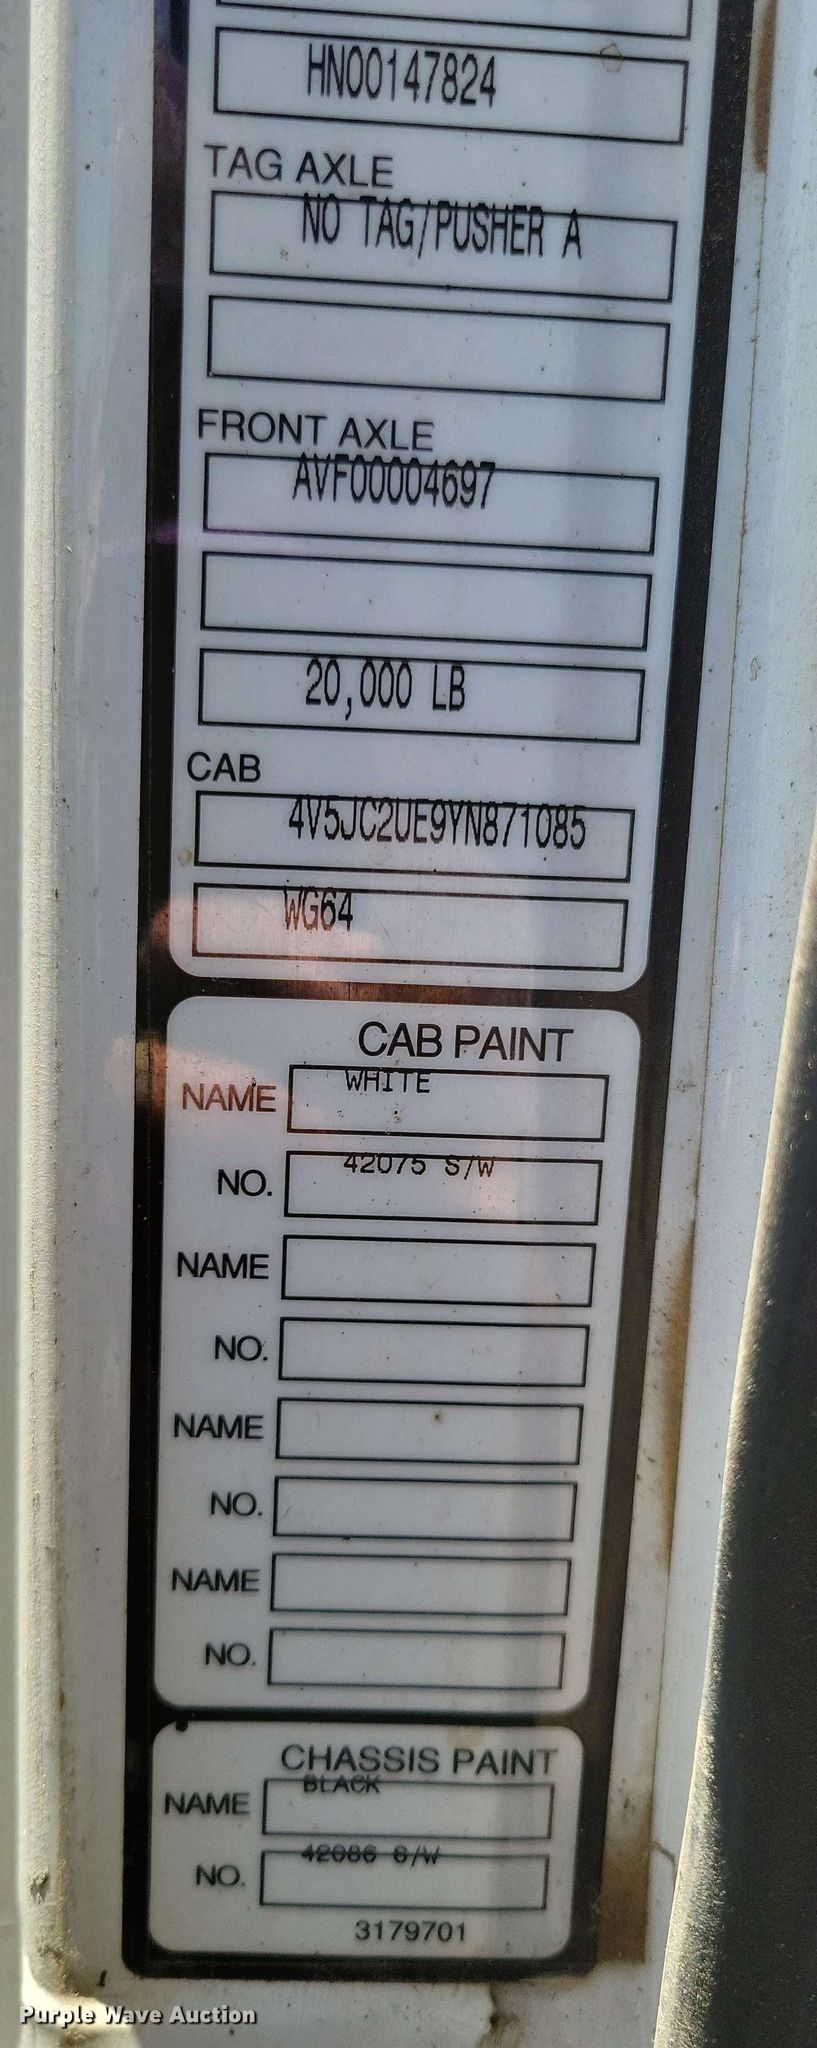 HN00147824
TAG AXLE
NO TAG/PUSHER A
FRONT AXLE
AVF00004697
20,000 LB
CAB
4V5JC2UE9YN871085
WG64
CAB PAINT
NAME WHITE
NO. 42075 S/W
NAME
NO.
NAME
NO.
NAME
NO.
CHASSIS PAINT
NAME BLACK
NO. 42086 S/W
3179701
Purple Wave Auction